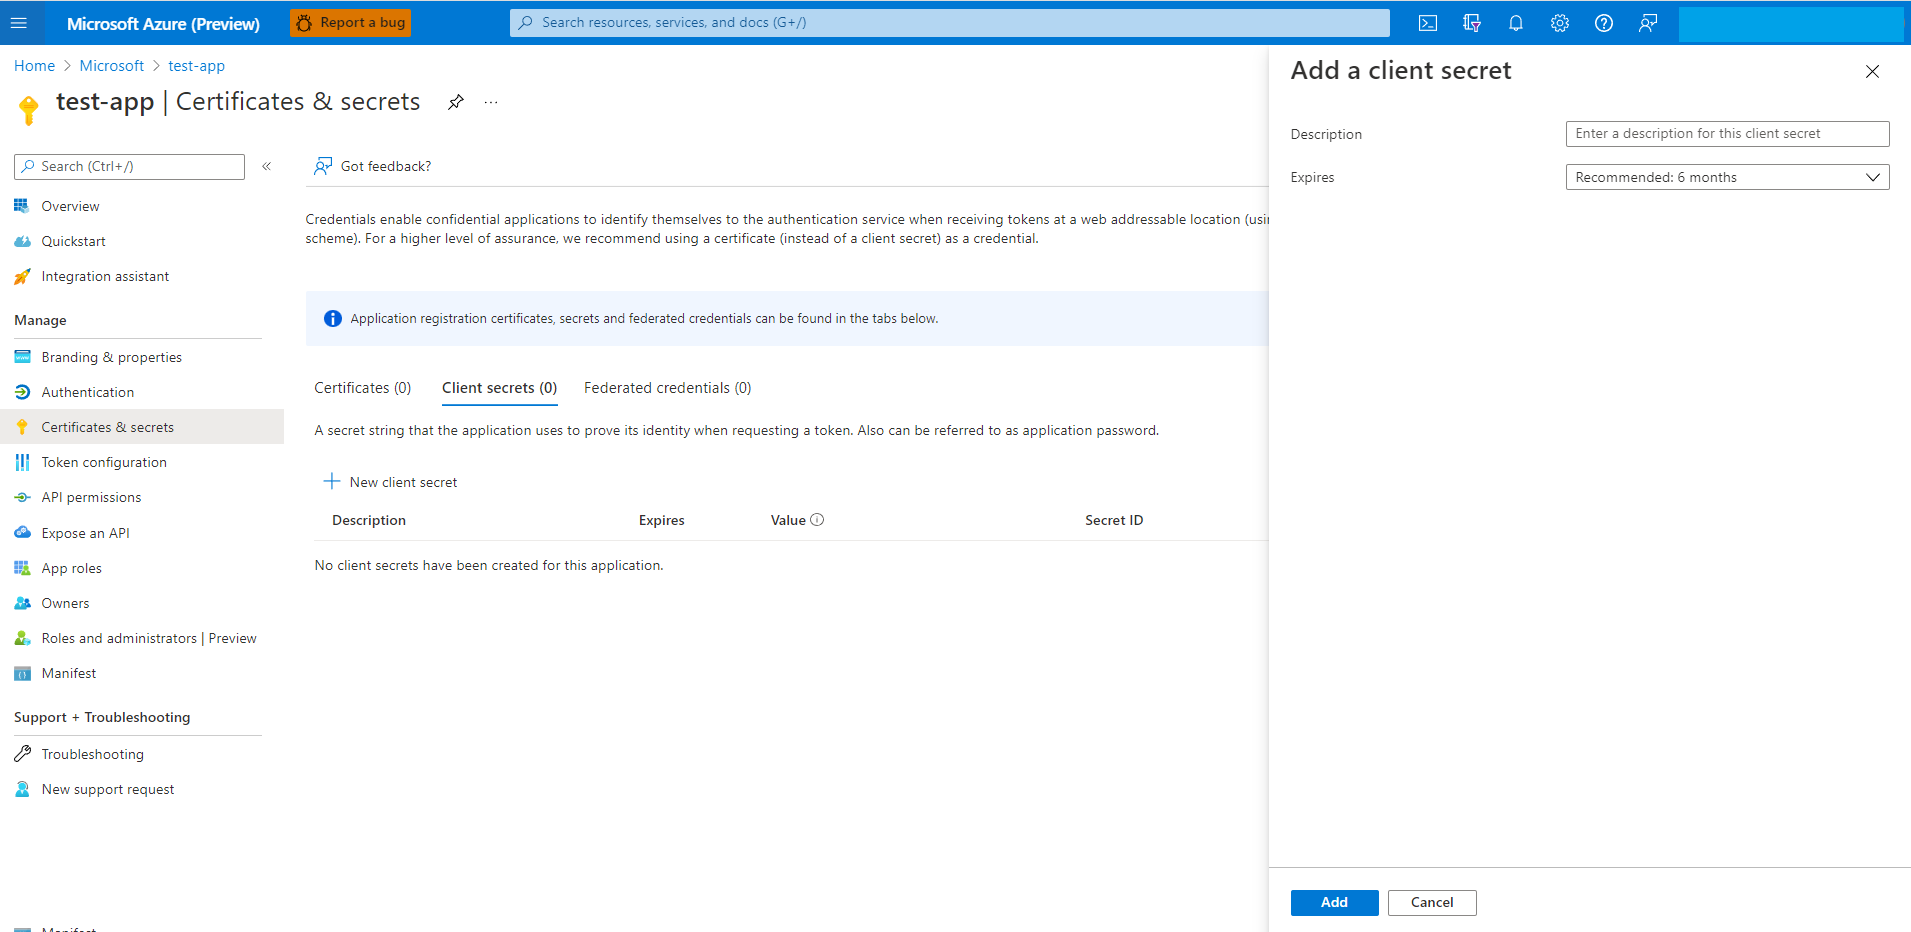 Microsoft Azure (Preview)
Report a bug
Search resources, services, and docs (G+/)
Home > Microsoft > test-app
test-app | Certificates & secrets
...
Search (Ctrl+/)
«
Overview
Quickstart
Integration assistant
Manage
Branding & properties
Authentication
Certificates & secrets
Token configuration
API permissions
Expose an API
App roles
Owners
Roles and administrators | Preview
Manifest
Support + Troubleshooting
Troubleshooting
New support request
Got feedback?
Credentials enable confidential applications to identify themselves to the authentication service when receiving tokens at a web addressable location (usi
scheme). For a higher level of assurance, we recommend using a certificate (instead of a client secret) as a credential.
Application registration certificates, secrets and federated credentials can be found in the tabs below.
Certificates (0) Client secrets (0) Federated credentials (0)
A secret string that the application uses to prove its identity when requesting a token. Also can be referred to as application password.
New client secret
Description Expires Value Secret ID
No client secrets have been created for this application.
Add a client secret
Description Enter a description for this client secret
Expires Recommended: 6 months
Add Cancel